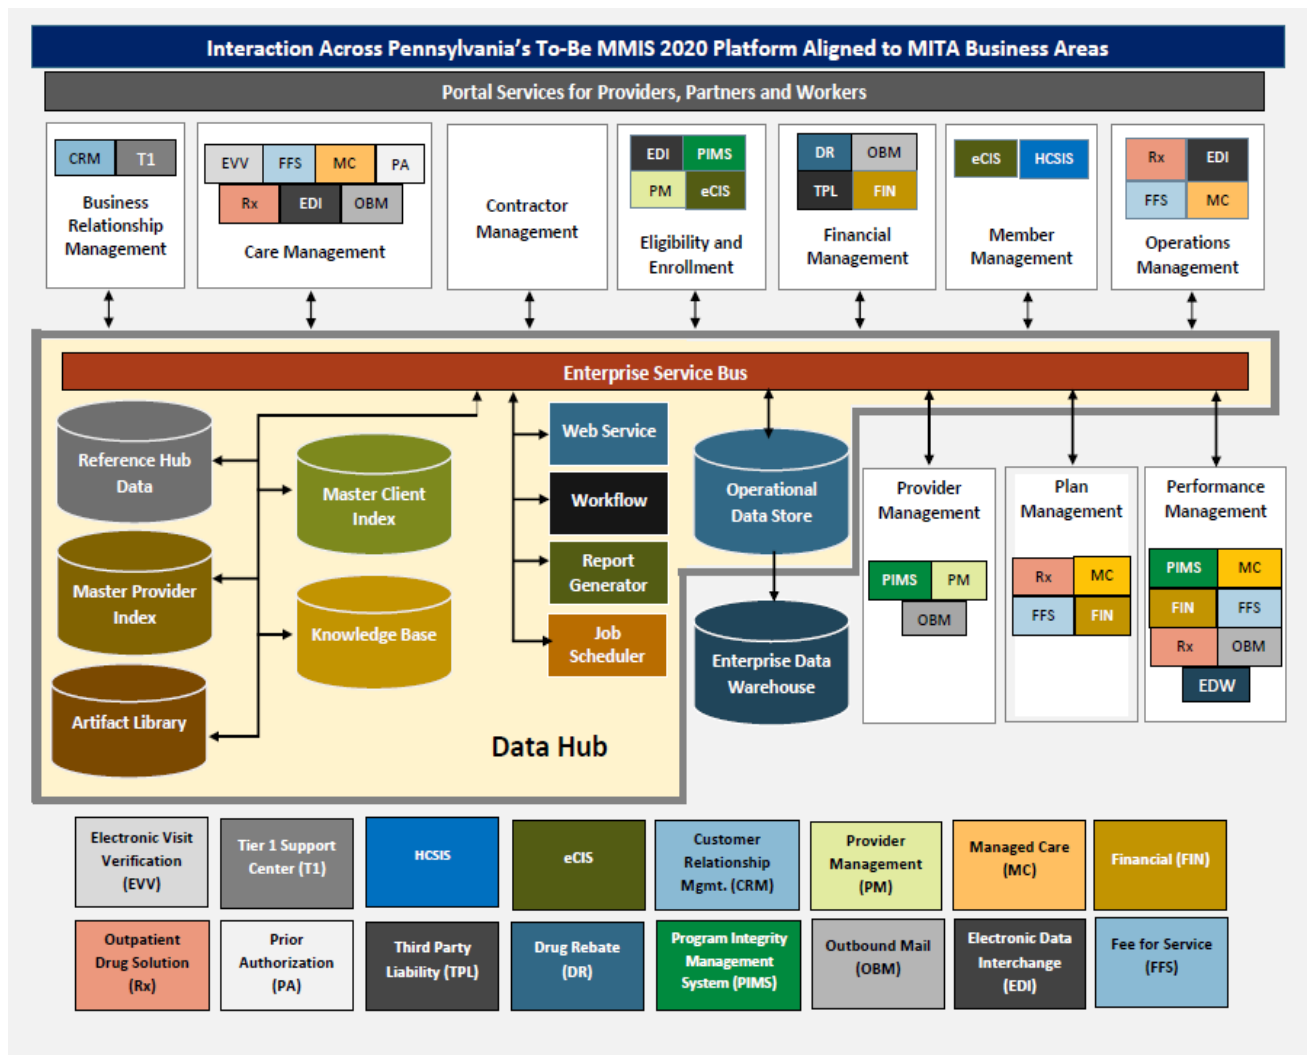 Interaction Across Pennsylvania's To-Be MMIS 2020 Platform Aligned to MITA Business Areas
Portal Services for Providers, Partners and Workers
CRM T1
Business
Relationship
Management
EVV FFS MC PA
Rx EDI OBM
Care Management
Contractor
Management
EDI PIMS
PM eCIS
Eligibility and
Enrollment
DR OBM
TPL FIN
Financial
Management
eCIS HCSIS
Member
Management
Rx EDI
FFS MC
Operations
Management
Enterprise Service Bus
Reference Hub
Data
Master Client
Index
Master Provider
Index
Knowledge Base
Artifact Library
Web Service
Workflow
Report
Generator
Job
Scheduler
Operational
Data Store
Enterprise Data
Warehouse
Data Hub
Provider
Management
PIMS PM
OBM
Plan
Management
Rx MC
FFS FIN
Performance
Management
PIMS MC
FIN FFS
Rx OBM
EDW
Electronic Visit
Verification
(EVV)
Tier 1 Support
Center (T1)
HCSIS
eCIS
Customer
Relationship
Mgmt. (CRM)
Provider
Management
(PM)
Managed Care
(MC)
Financial (FIN)
Outpatient
Drug Solution
(Rx)
Prior
Authorization
(PA)
Third Party
Liability (TPL)
Drug Rebate
(DR)
Program Integrity
Management
System (PIMS)
Outbound Mail
(OBM)
Electronic Data
Interchange
(EDI)
Fee for Service
(FFS)